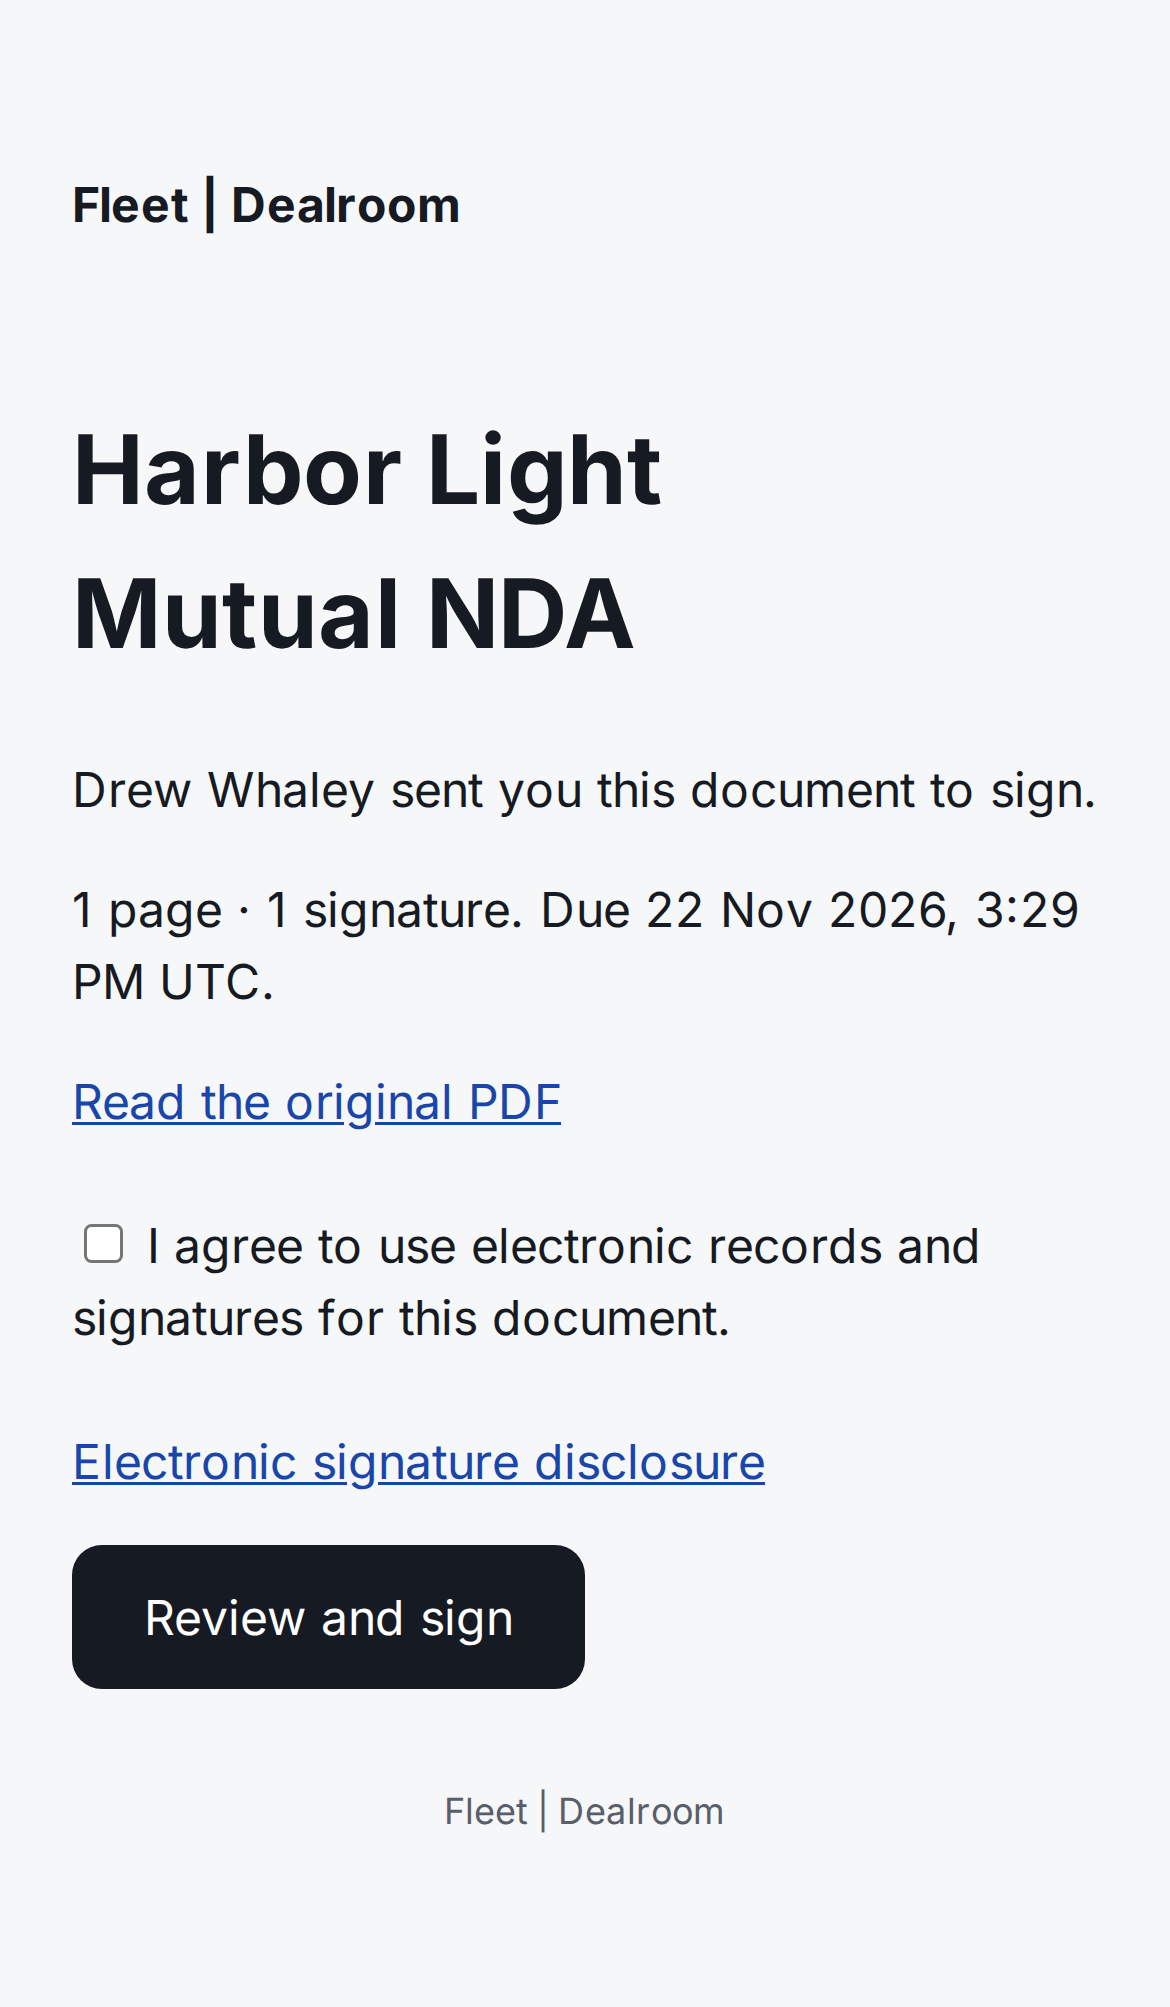 Fleet | Dealroom
Harbor Light
Mutual NDA
Drew Whaley sent you this document to sign.
1 page · 1 signature. Due 22 Nov 2026, 3:29
PM UTC.
Read the original PDF
I agree to use electronic records and
signatures for this document.
Electronic signature disclosure
Review and sign
Fleet | Dealroom